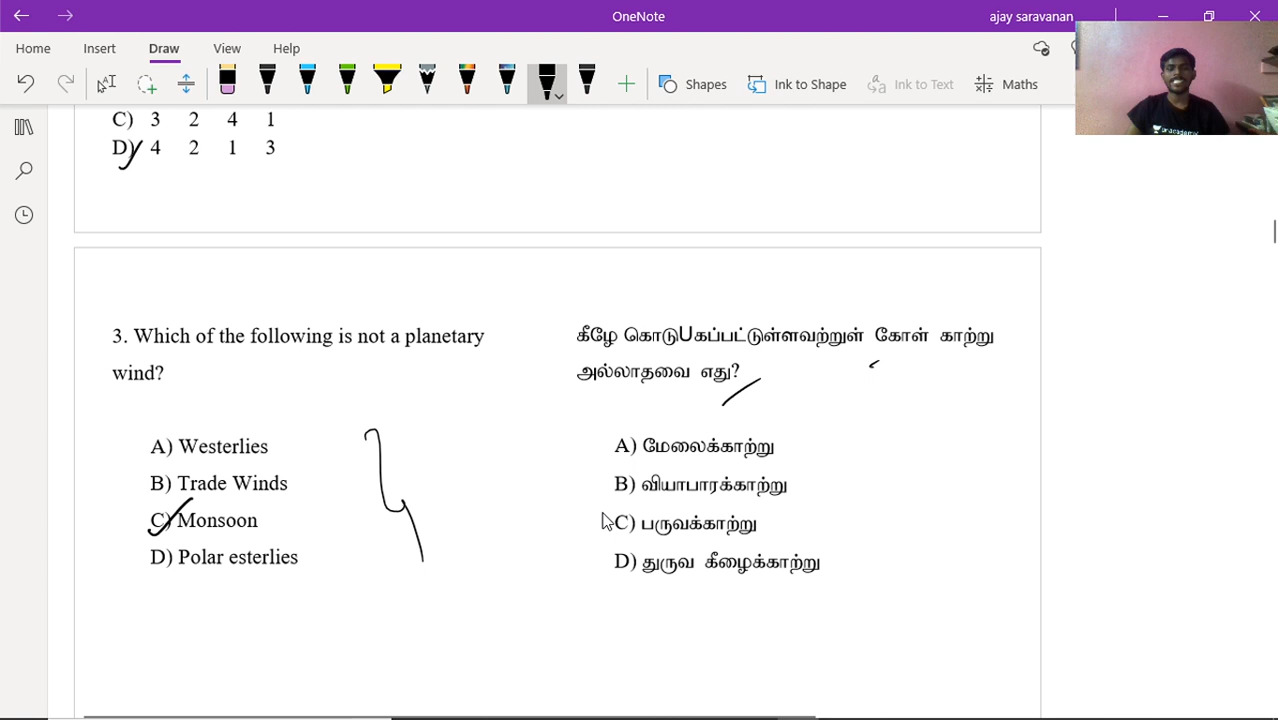 OneNote
ajay saravanan
Home Insert Draw View Help
Shapes Ink to Shape Ink to Text Maths
C) 3 2 4 1
D) 4 2 1 3
3. Which of the following is not a planetary
wind?
A) Westerlies
B) Trade Winds
C) Monsoon
D) Polar esterlies
கீழே கொடுUகப்பட்டுள்ளவற்றுள் கோள் காற்று
அல்லாதவை எது?
A) மேலைக்காற்று
B) வியாபாரக்காற்று
C) பருவக்காற்று
D) துருவ கீழைக்காற்று